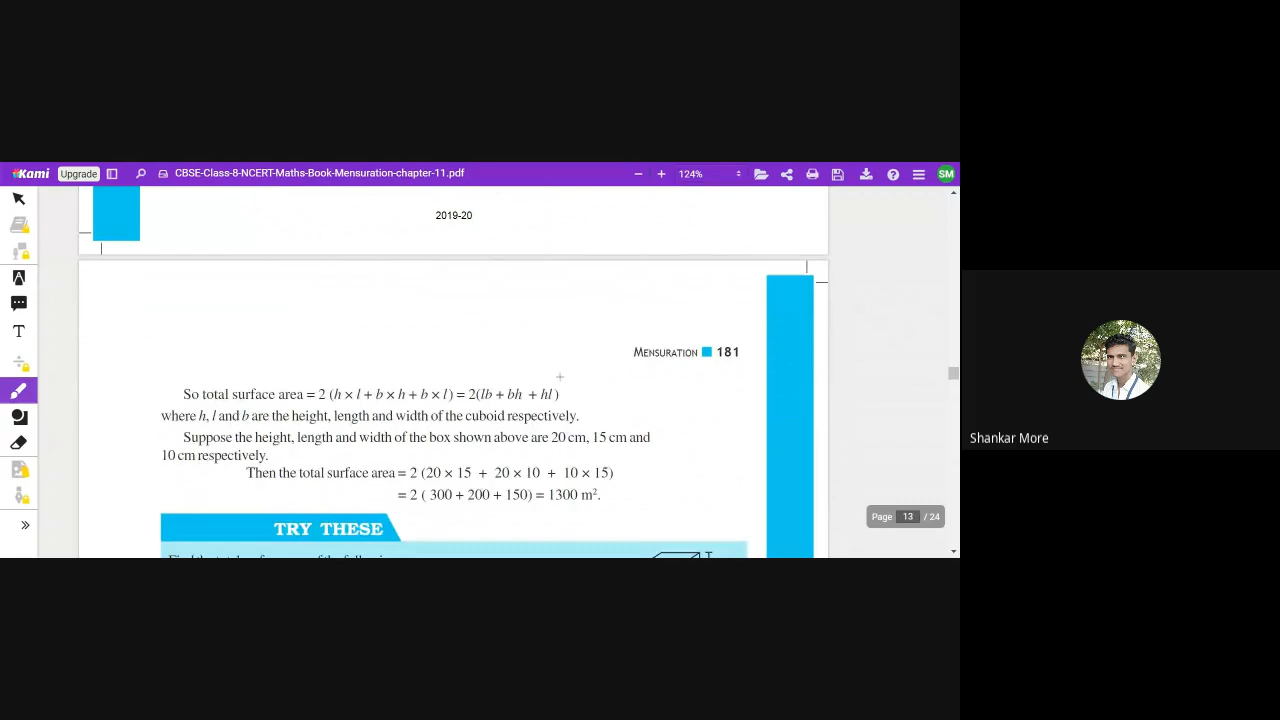 Kami
Upgrade
CBSE-Class-8-NCERT-Maths-Book-Mensuration-chapter-11.pdf
124%
SM
2019-20
MENSURATION 181
So total surface area = 2 (h × l + b × h + b × l) = 2(lb + bh + hl )
where h, l and b are the height, length and width of the cuboid respectively.
Suppose the height, length and width of the box shown above are 20 cm, 15 cm and
10 cm respectively.
Then the total surface area = 2 (20 × 15 + 20 × 10 + 10 × 15)
= 2 ( 300 + 200 + 150) = 1300 m².
Page 13 / 24
TRY THESE
Shankar More